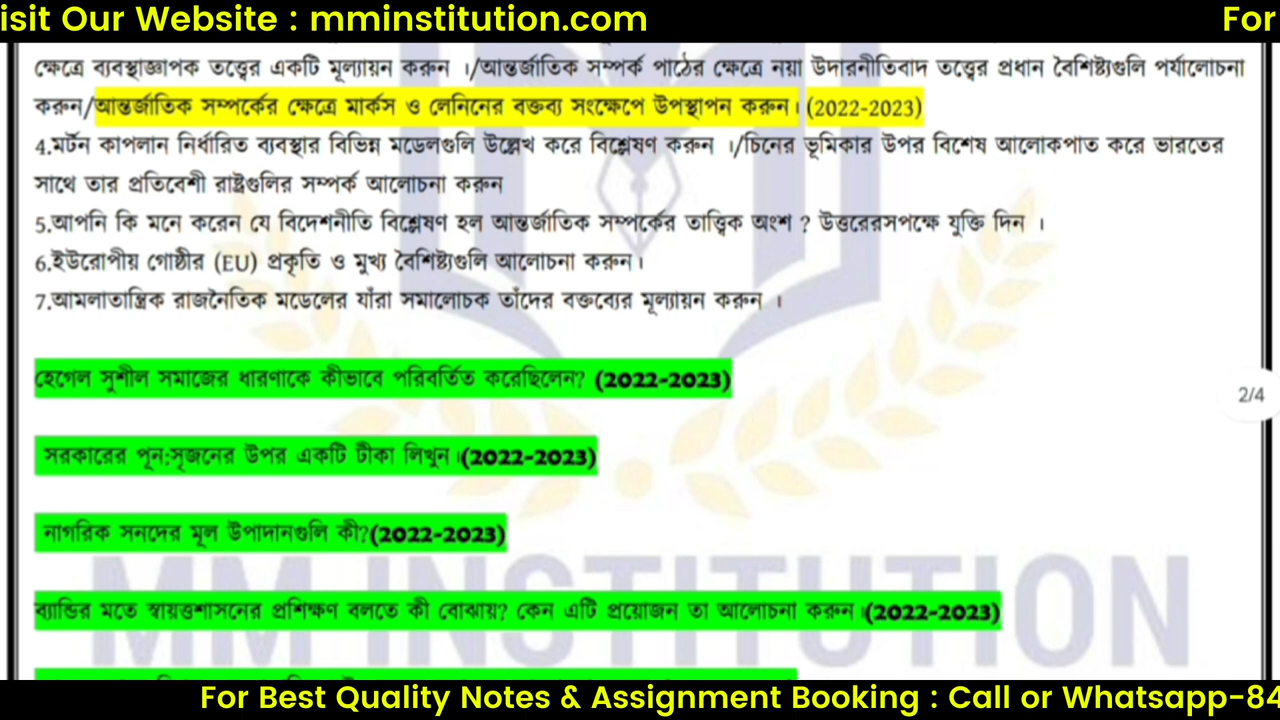 isit Our Website : mminstitution.com For
ক্ষেত্রে ব্যবস্থাজ্ঞাপক তত্ত্বের একটি মূল্যায়ন করুন ।/আন্তর্জাতিক সম্পর্ক পাঠের ক্ষেত্রে নয়া উদারনীতিবাদ তত্ত্বের প্রধান বৈশিষ্ট্যগুলি পর্যালোচনা
করুন/আন্তর্জাতিক সম্পর্কের ক্ষেত্রে মার্কস ও লেনিনের বক্তব্য সংক্ষেপে উপস্থাপন করুন। (2022-2023)
4.মর্টন কাপলান নির্ধারিত ব্যবস্থার বিভিন্ন মডেলগুলি উল্লেখ করে বিশ্লেষণ করুন ।/চিনের ভূমিকার উপর বিশেষ আলোকপাত করে ভারতের
সাথে তার প্রতিবেশী রাষ্ট্রগুলির সম্পর্ক আলোচনা করুন
5.আপনি কি মনে করেন যে বিদেশনীতি বিশ্লেষণ হল আন্তর্জাতিক সম্পর্কের তাত্ত্বিক অংশ ? উত্তরেরসপক্ষে যুক্তি দিন ।
6.ইউরোপীয় গোষ্ঠীর (EU) প্রকৃতি ও মুখ্য বৈশিষ্ট্যগুলি আলোচনা করুন।
7.আমলাতান্ত্রিক রাজনৈতিক মডেলের যাঁরা সমালোচক তাঁদের বক্তব্যের মূল্যায়ন করুন ।
হেগেল সুশীল সমাজের ধারণাকে কীভাবে পরিবর্তিত করেছিলেন? (2022-2023)
2/4
সরকারের পূন:সৃজনের উপর একটি টীকা লিখুন।(2022-2023)
নাগরিক সনদের মূল উপাদানগুলি কী?(2022-2023)
MM INSTITUTION
ব্যান্ডির মতে স্বায়ত্তশাসনের প্রশিক্ষণ বলতে কী বোঝায়? কেন এটি প্রয়োজন তা আলোচনা করুন।(2022-2023)
For Best Quality Notes & Assignment Booking : Call or Whatsapp-84